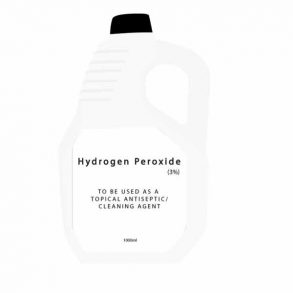 Hydrogen Peroxide
(3%)
TO BE USED AS A
TOPICAL ANTISEPTIC/
CLEANING AGENT
1000ml